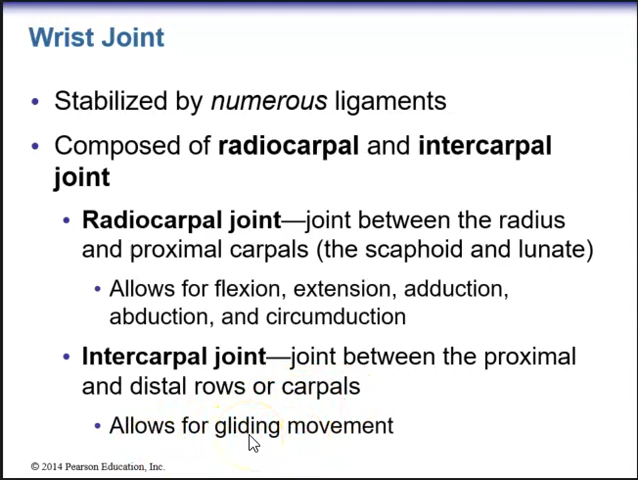 Wrist Joint
• Stabilized by numerous ligaments
• Composed of radiocarpal and intercarpal
joint
• Radiocarpal joint—joint between the radius
and proximal carpals (the scaphoid and lunate)
• Allows for flexion, extension, adduction,
abduction, and circumduction
• Intercarpal joint—joint between the proximal
and distal rows or carpals
• Allows for gliding movement
© 2014 Pearson Education, Inc.